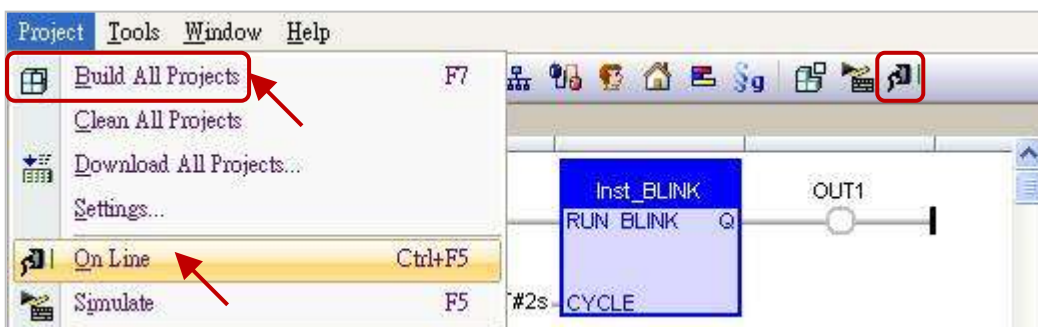 Project Tools Window Help
Build All Projects F7
Clean All Projects
Download All Projects...
Settings...
On Line Ctrl+F5
Simulate F5
§g
Inst_BLINK
OUT1
RUN BLINK Q
T#2s CYCLE